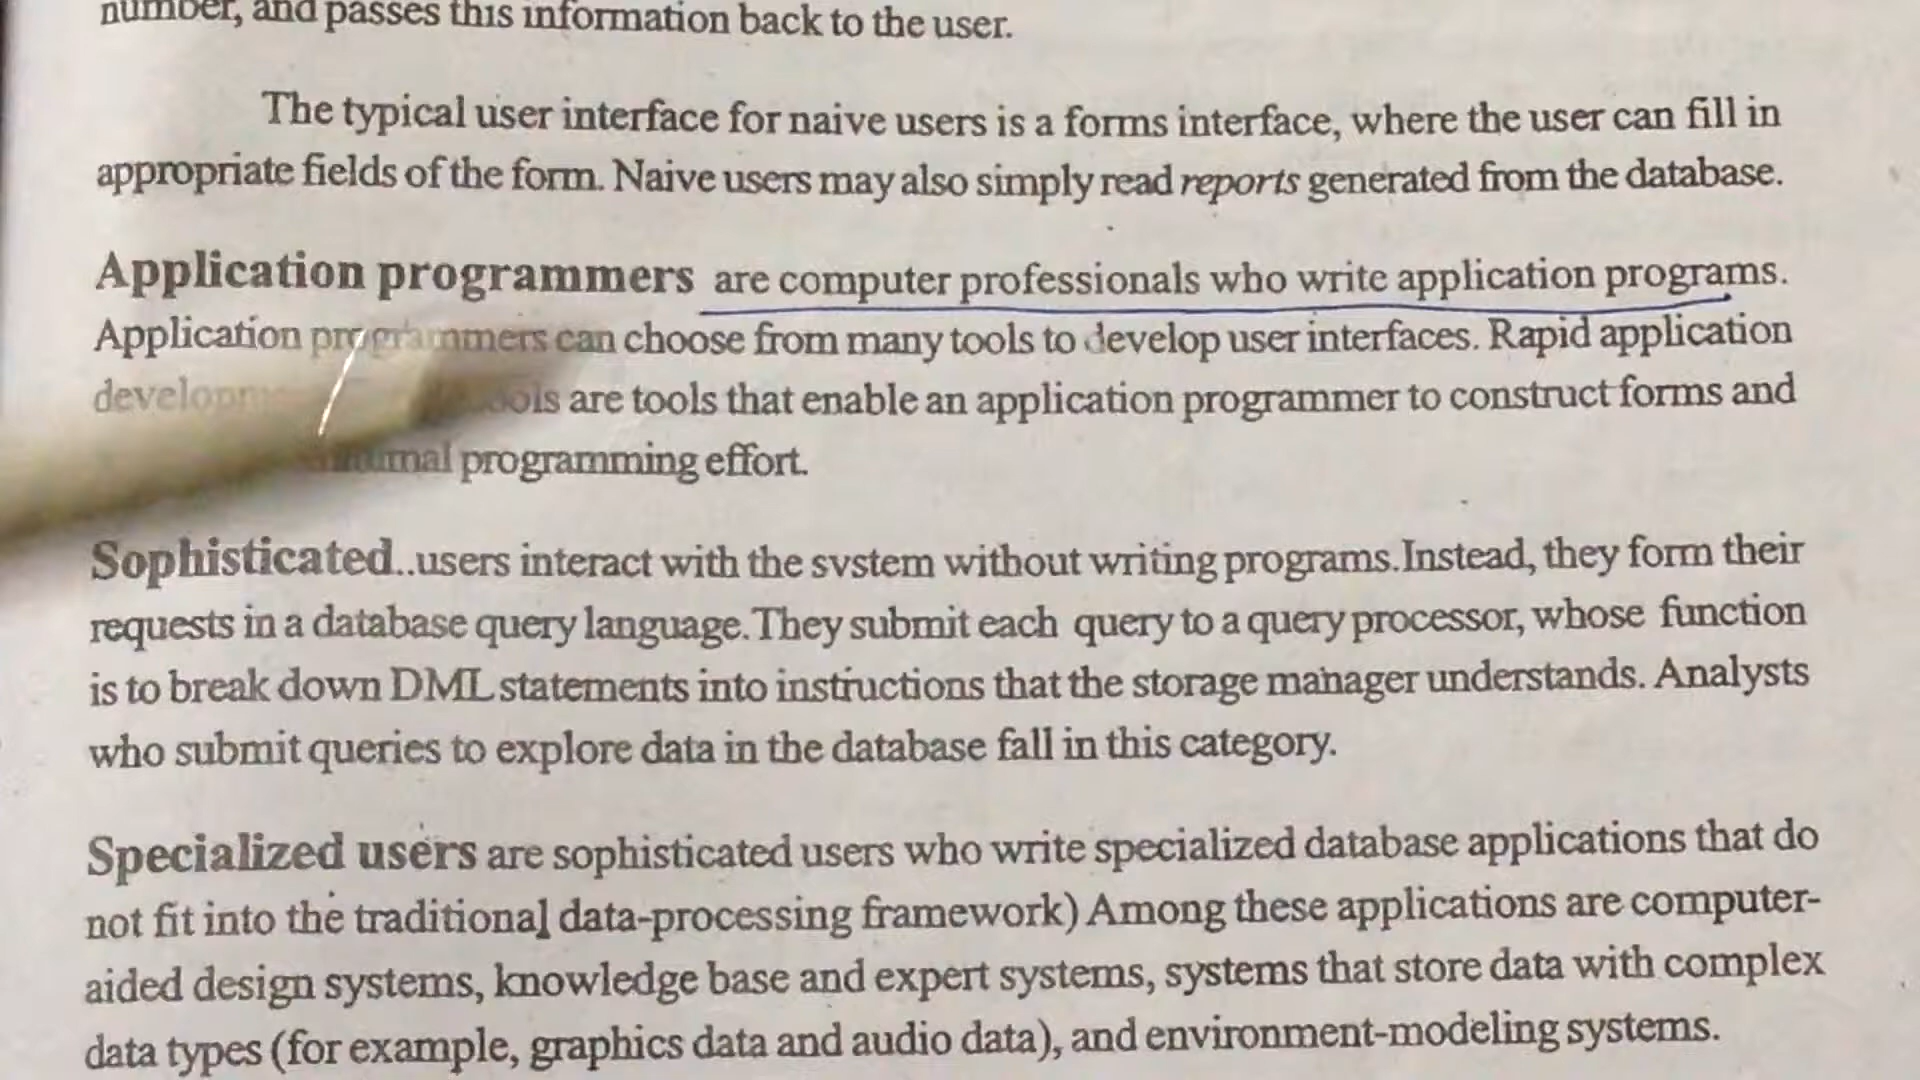 number, and passes this information back to the user.
The typical user interface for naive users is a forms interface, where the user can fill in
appropriate fields of the form. Naive users may also simply read reports generated from the database.
Application programmers are computer professionals who write application programs.
Application programmers can choose from many tools to develop user interfaces. Rapid application
are tools that enable an application programmer to construct forms and
programming effort.
Sophisticated..users interact with the svstem without writing programs.Instead, they form their
requests in a database query language.They submit each query to a query processor, whose function
is to break down DML statements into instructions that the storage manager understands. Analysts
who submit queries to explore data in the database fall in this category.
Specialized users are sophisticated users who write specialized database applications that do
not fit into the traditional data-processing framework) Among these applications are computer-
aided design systems, knowledge base and expert systems, systems that store data with complex
data types (for example, graphics data and audio data), and environment-modeling systems.